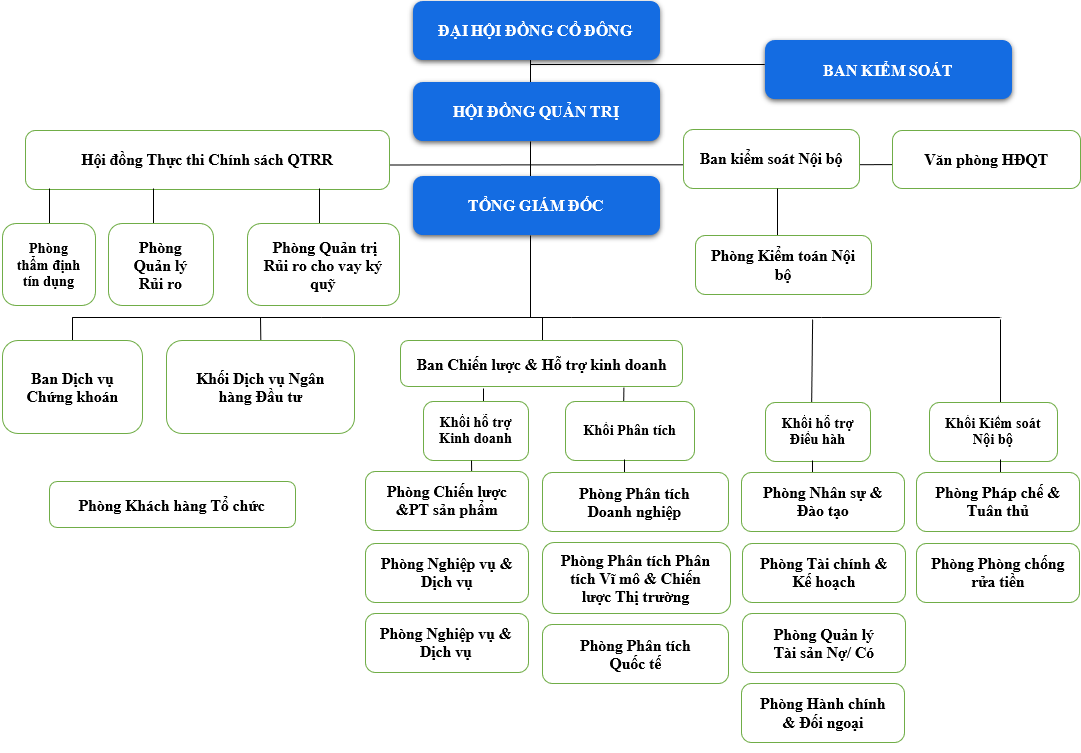 ĐẠI HỘI ĐỒNG CỔ ĐÔNG
BAN KIỂM SOÁT
HỘI ĐỒNG QUẢN TRỊ
Hội đồng Thực thi Chính sách QTRR
Ban kiểm soát Nội bộ
Văn phòng HĐQT
TỔNG GIÁM ĐỐC
Phòng
thẩm định
tín dụng
Phòng
Quản lý
Rủi ro
Phòng Quản trị
Rủi ro cho vay ký
quỹ
Phòng Kiểm toán Nội
bộ
Ban Dịch vụ
Chứng khoán
Khối Dịch vụ Ngân
hàng Đầu tư
Ban Chiến lược & Hỗ trợ kinh doanh
Khối hỗ trợ
Kinh doanh
Khối Phân tích
Khối hỗ trợ
Điều hành
Khối Kiểm soát
Nội bộ
Phòng Khách hàng Tổ chức
Phòng Chiến lược
&PT sản phẩm
Phòng Phân tích
Doanh nghiệp
Phòng Nhân sự &
Đào tạo
Phòng Pháp chế &
Tuân thủ
Phòng Nghiệp vụ &
Dịch vụ
Phòng Phân tích Phân
tích Vĩ mô & Chiến
lược Thị trường
Phòng Tài chính &
Kế hoạch
Phòng Phòng chống
rửa tiền
Phòng Nghiệp vụ &
Dịch vụ
Phòng Phân tích
Quốc tế
Phòng Quản lý
Tài sản Nợ/ Có
Phòng Hành chính
& Đối ngoại